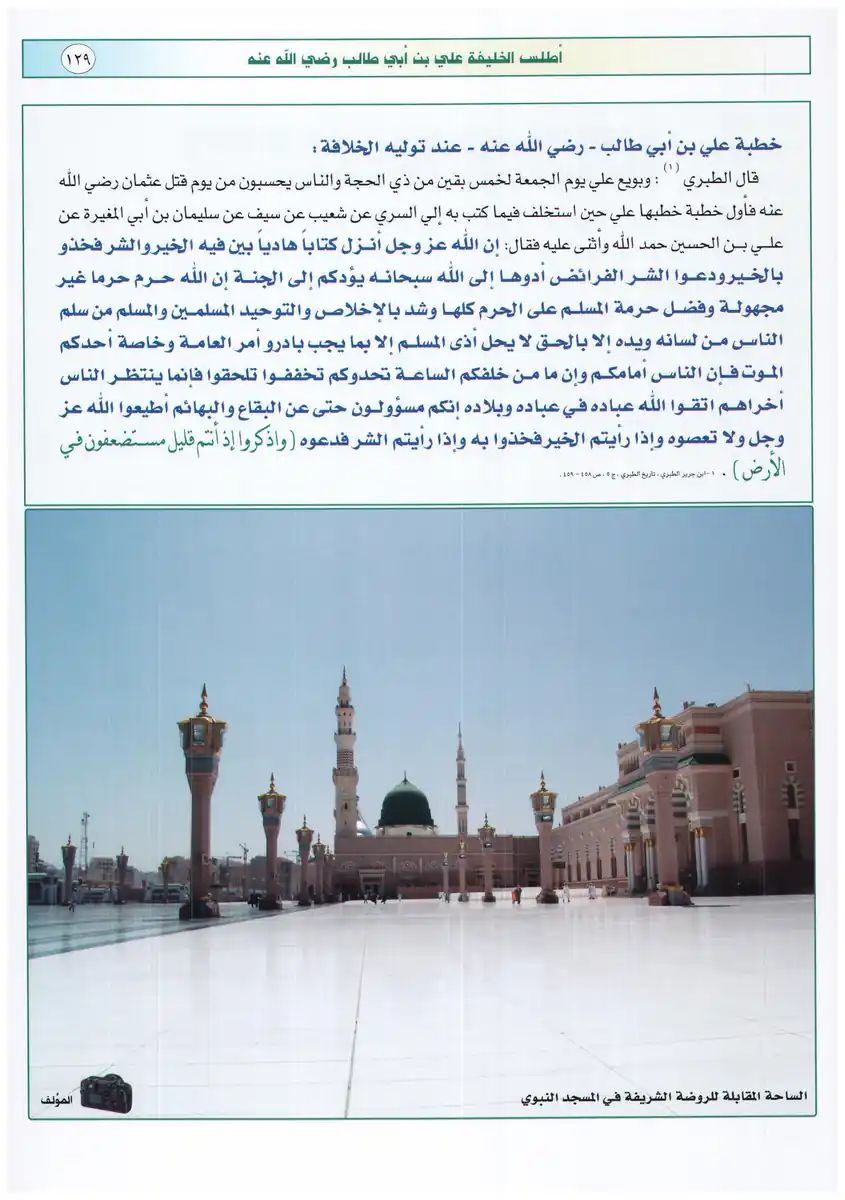 أطلس الخليفة علي بن أبي طالب رضي الله عنه
١٢٩
خطبة علي بن أبي طالب - رضي الله عنه - عند توليه الخلافة :
قال الطبري (١) : وبويع علي يوم الجمعة لخمس بقين من ذي الحجة والناس يحسبون من يوم قتل عثمان رضي الله
عنه فأول خطبة خطبها علي حين استخلف فيما كتب به إلي السري عن شعيب عن سيف عن سليمان بن أبي المغيرة عن
علي بن الحسين حمد الله وأثنى عليه فقال: إن الله عز وجل أنزل كتاباً هادياً بين فيه الخير والشر فخذو
بالخير ودعوا الشر الفرائض أدوها إلى الله سبحانه يؤدكم إلى الجنة إن الله حرم حرما غير
مجهولة وفضل حرمة المسلم على الحرم كلها وشد بالإخلاص والتوحيد المسلمين والمسلم من سلم
الناس من لسانه ويده إلا بالحق لا يحل أذى المسلم إلا بما يجب بادرو أمر العامة وخاصة أحدكم
الموت فإن الناس أمامكم وإن ما من خلفكم الساعة تحدوكم تخففوا تلحقوا فإنما ينتظر الناس
أخراهم اتقوا الله عباده في عباده وبلاده إنكم مسؤولون حتى عن البقاع والبهائم أطيعوا الله عز
وجل ولا تعصوه وإذا رأيتم الخير فخذوا به وإذا رأيتم الشر فدعوه (واذكروا إذ أنتم قليل مستضعفون في
الأرض) .
١- ابن جرير الطبري ، تاريخ الطبري ، ج ٥ ، ص ٤٥٨ - ٤٥٩ .
الساحة المقابلة للروضة الشريفة في المسجد النبوي
المؤلف